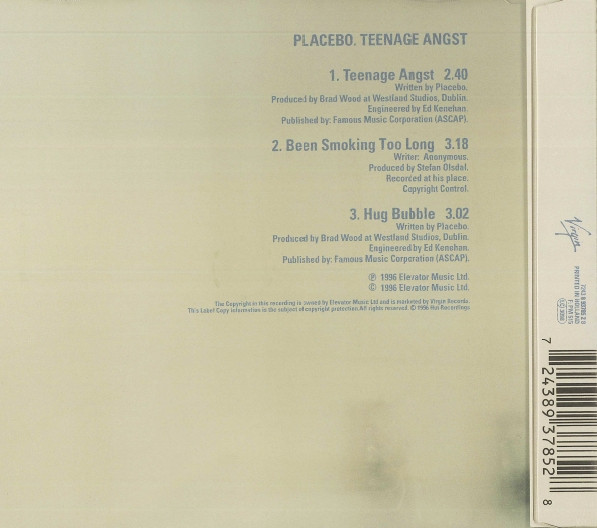 PLACEBO. TEENAGE ANGST
1. Teenage Angst 2.40
Written by Placebo.
Produced by Brad Wood at Westland Studios, Dublin.
Engineered by Ed Kenehan.
Published by: Famous Music Corporation (ASCAP).
2. Been Smoking Too Long 3.18
Writer: Anonymous.
Produced by Stefan Olsdal.
Recorded at his place.
Copyright Control.
3. Hug Bubble 3.02
Written by Placebo.
Produced by Brad Wood at Westland Studios, Dublin.
Engineered by Ed Kenehan.
Published by: Famous Music Corporation (ASCAP).
℗ 1996 Elevator Music Ltd.
© 1996 Elevator Music Ltd.
The Copyright in this recording is owned by Elevator Music Ltd and is marketed by Virgin Records.
This Label Copy information is the subject of copyright protection. All rights reserved. © 1996 Hut Recordings
Virgin
PRINTED IN HOLLAND
F: PM 515
7 24389 37852 8